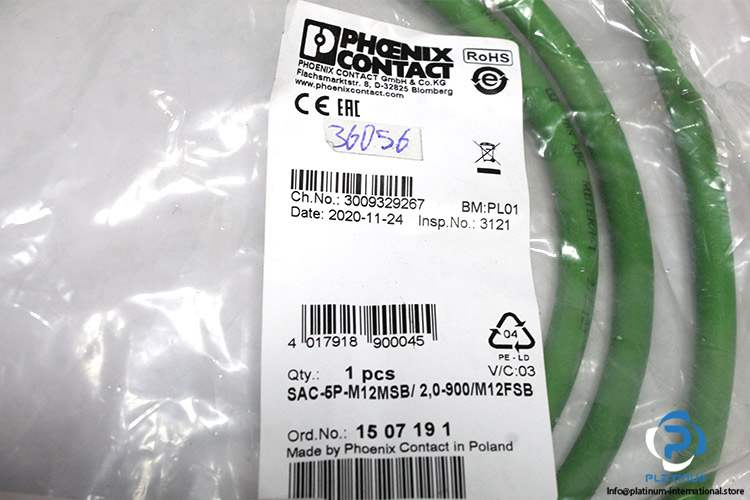 PHOENIX
CONTACT
RoHS
PHOENIX CONTACT GmbH & Co.KG
Flachsmarktstr. 8, D-32825 Blomberg
www.phoenixcontact.com
e
CE EAC
36056
Ch.No.: 3009329267 BM:PL01
Date: 2020-11-24 Insp.No.: 3121
4 017918 900045
04
PE-LD
Qty.: 1 pcs V/C:03
SAC-5P-M12MSB/ 2,0-900/M12FSB
Ord.No.: 15 07 19 1
Made by Phoenix Contact in Poland
PLATINUM
Info@platinum-international.store